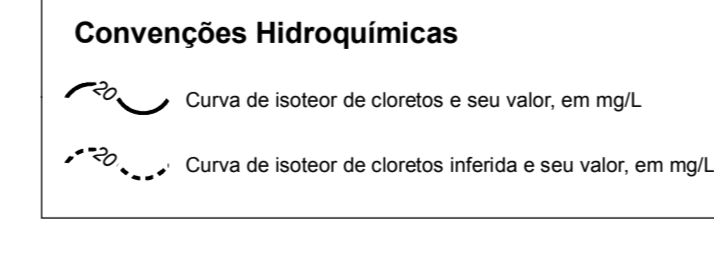 Convenções Hidroquímicas
20 Curva de isoteor de cloretos e seu valor, em mg/L
20 Curva de isoteor de cloretos inferida e seu valor, em mg/L